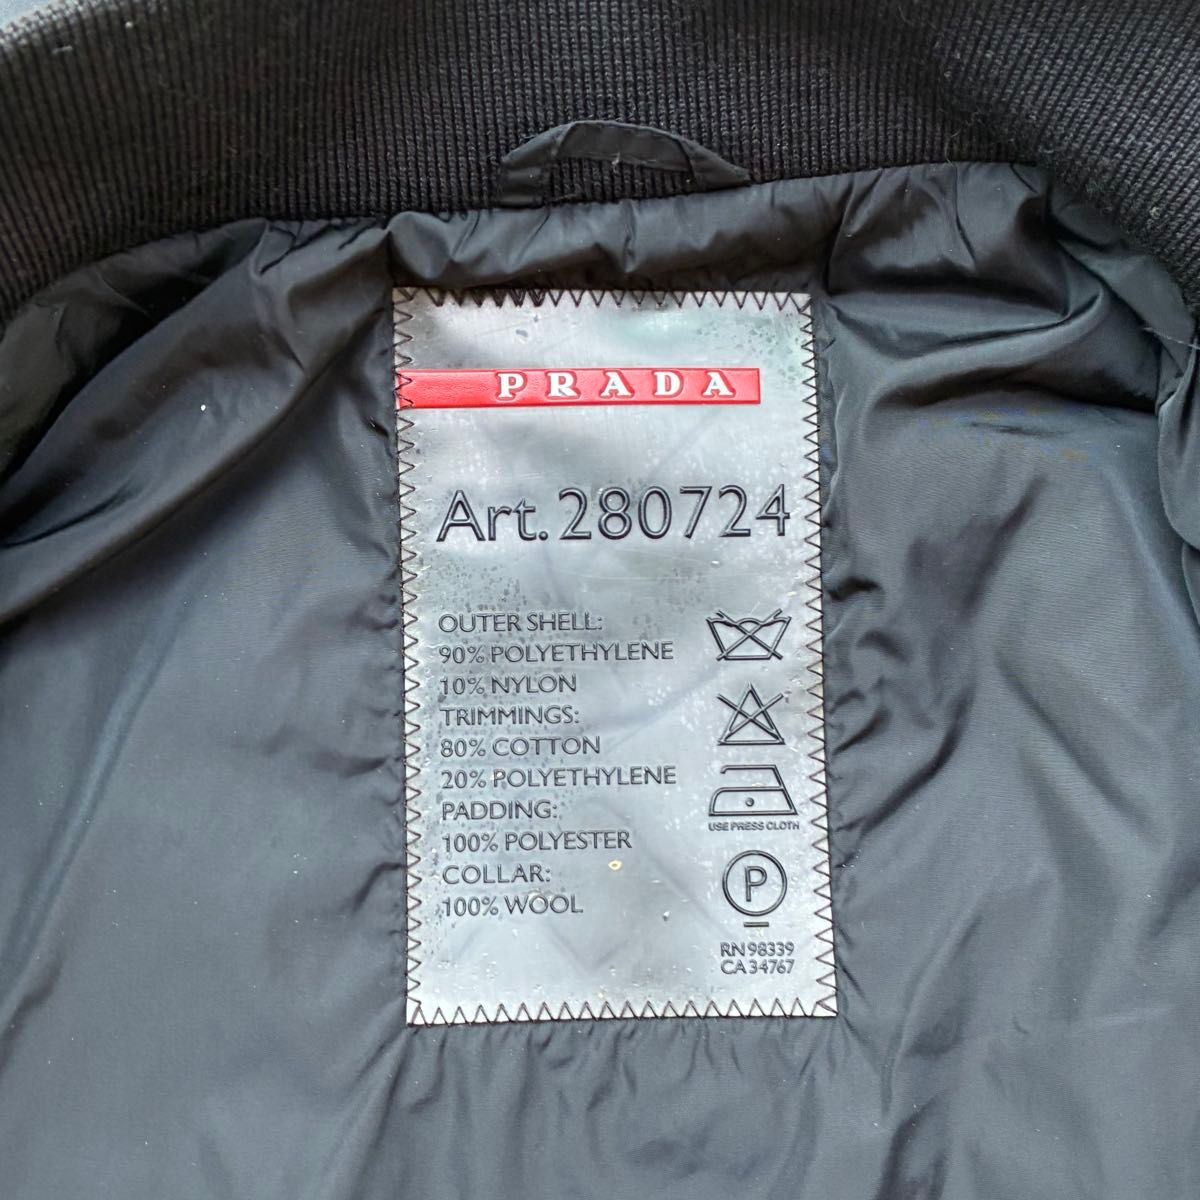 PRADA
Art. 280724
OUTER SHELL:
90% POLYETHYLENE
10% NYLON
TRIMMINGS:
80% COTTON
20% POLYETHYLENE
PADDING:
100% POLYESTER
COLLAR:
100% WOOL
USE PRESS CLOTH
P
RN 98339
CA 34767